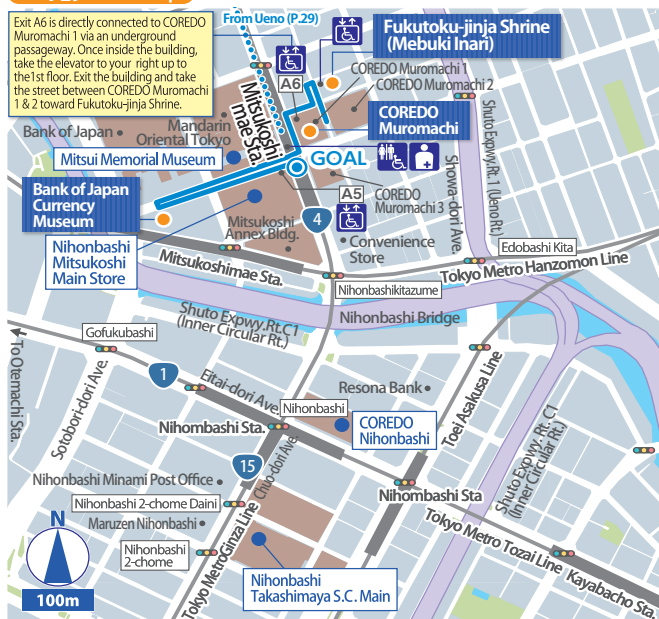 From Ueno (P.29)
Exit A6 is directly connected to COREDO
Muromachi 1 via an underground
passageway. Once inside the building,
take the elevator to your right up to
the1st floor. Exit the building and take
the street between COREDO Muromachi
1 & 2 toward Fukutoku-jinja Shrine.
Fukutoku-jinja Shrine
(Mebuki Inari)
A6
COREDO Muromachi 1
COREDO Muromachi 2
COREDO
Muromachi
Mitsukoshi
mae Sta.
Bank of Japan
Mandarin
Oriental Tokyo
Mitsui Memorial Museum
GOAL
Shuto Expwy. Rt. 1 (Ueno Rt.)
Showa-dori Ave.
Bank of Japan
Currency
Museum
A5
COREDO
Muromachi 3
4
Mitsukoshi
Annex Bldg.
Nihonbashi
Mitsukoshi
Main Store
Convenience
Store
Edobashi Kita
Mitsukoshimae Sta.
Tokyo Metro Hanzomon Line
Nihonbashikitazume
Shuto Expwy.Rt.C1
(Inner Circular Rt.)
Nihonbashi Bridge
Gofukubashi
To Otemachi Sta.
Sotobori-dori Ave.
1
Eitai-dori Ave.
Resona Bank
Toei Asakusa Line
Nihonbashi
COREDO
Nihonbashi
Nihombashi Sta.
Shuto Expwy. Rt. C1
(Inner Circular Rt.)
15
Chuo-dori Ave.
Nihonbashi Minami Post Office
Nihombashi Sta
Nihonbashi 2-chome Daini
Maruzen Nihonbashi
Tokyo Metro Tozai Line
Kayabacho Sta.
Nihonbashi
2-chome
Tokyo MetroGinza Line
Nihonbashi
Takashimaya S.C. Main
N
100m